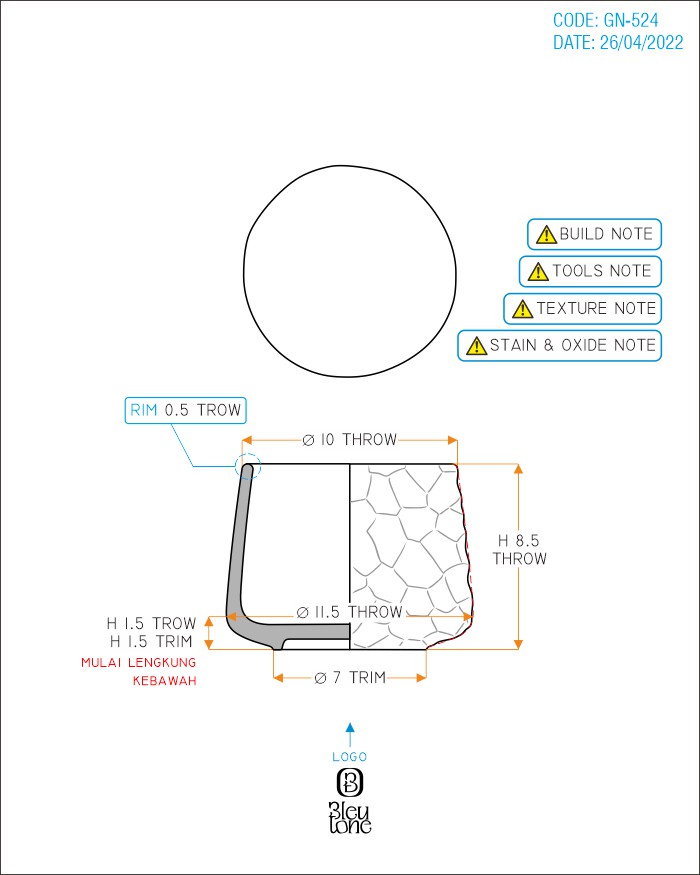 CODE: GN-524
DATE: 26/04/2022
BUILD NOTE
TOOLS NOTE
TEXTURE NOTE
STAIN & OXIDE NOTE
RIM 0.5 TROW
Ø 10 THROW
H 8.5
THROW
Ø 11.5 THROW
H 1.5 TROW
H 1.5 TRIM
MULAI LENGKUNG
KEBAWAH
Ø 7 TRIM
LOGO
B
Bleu
tone